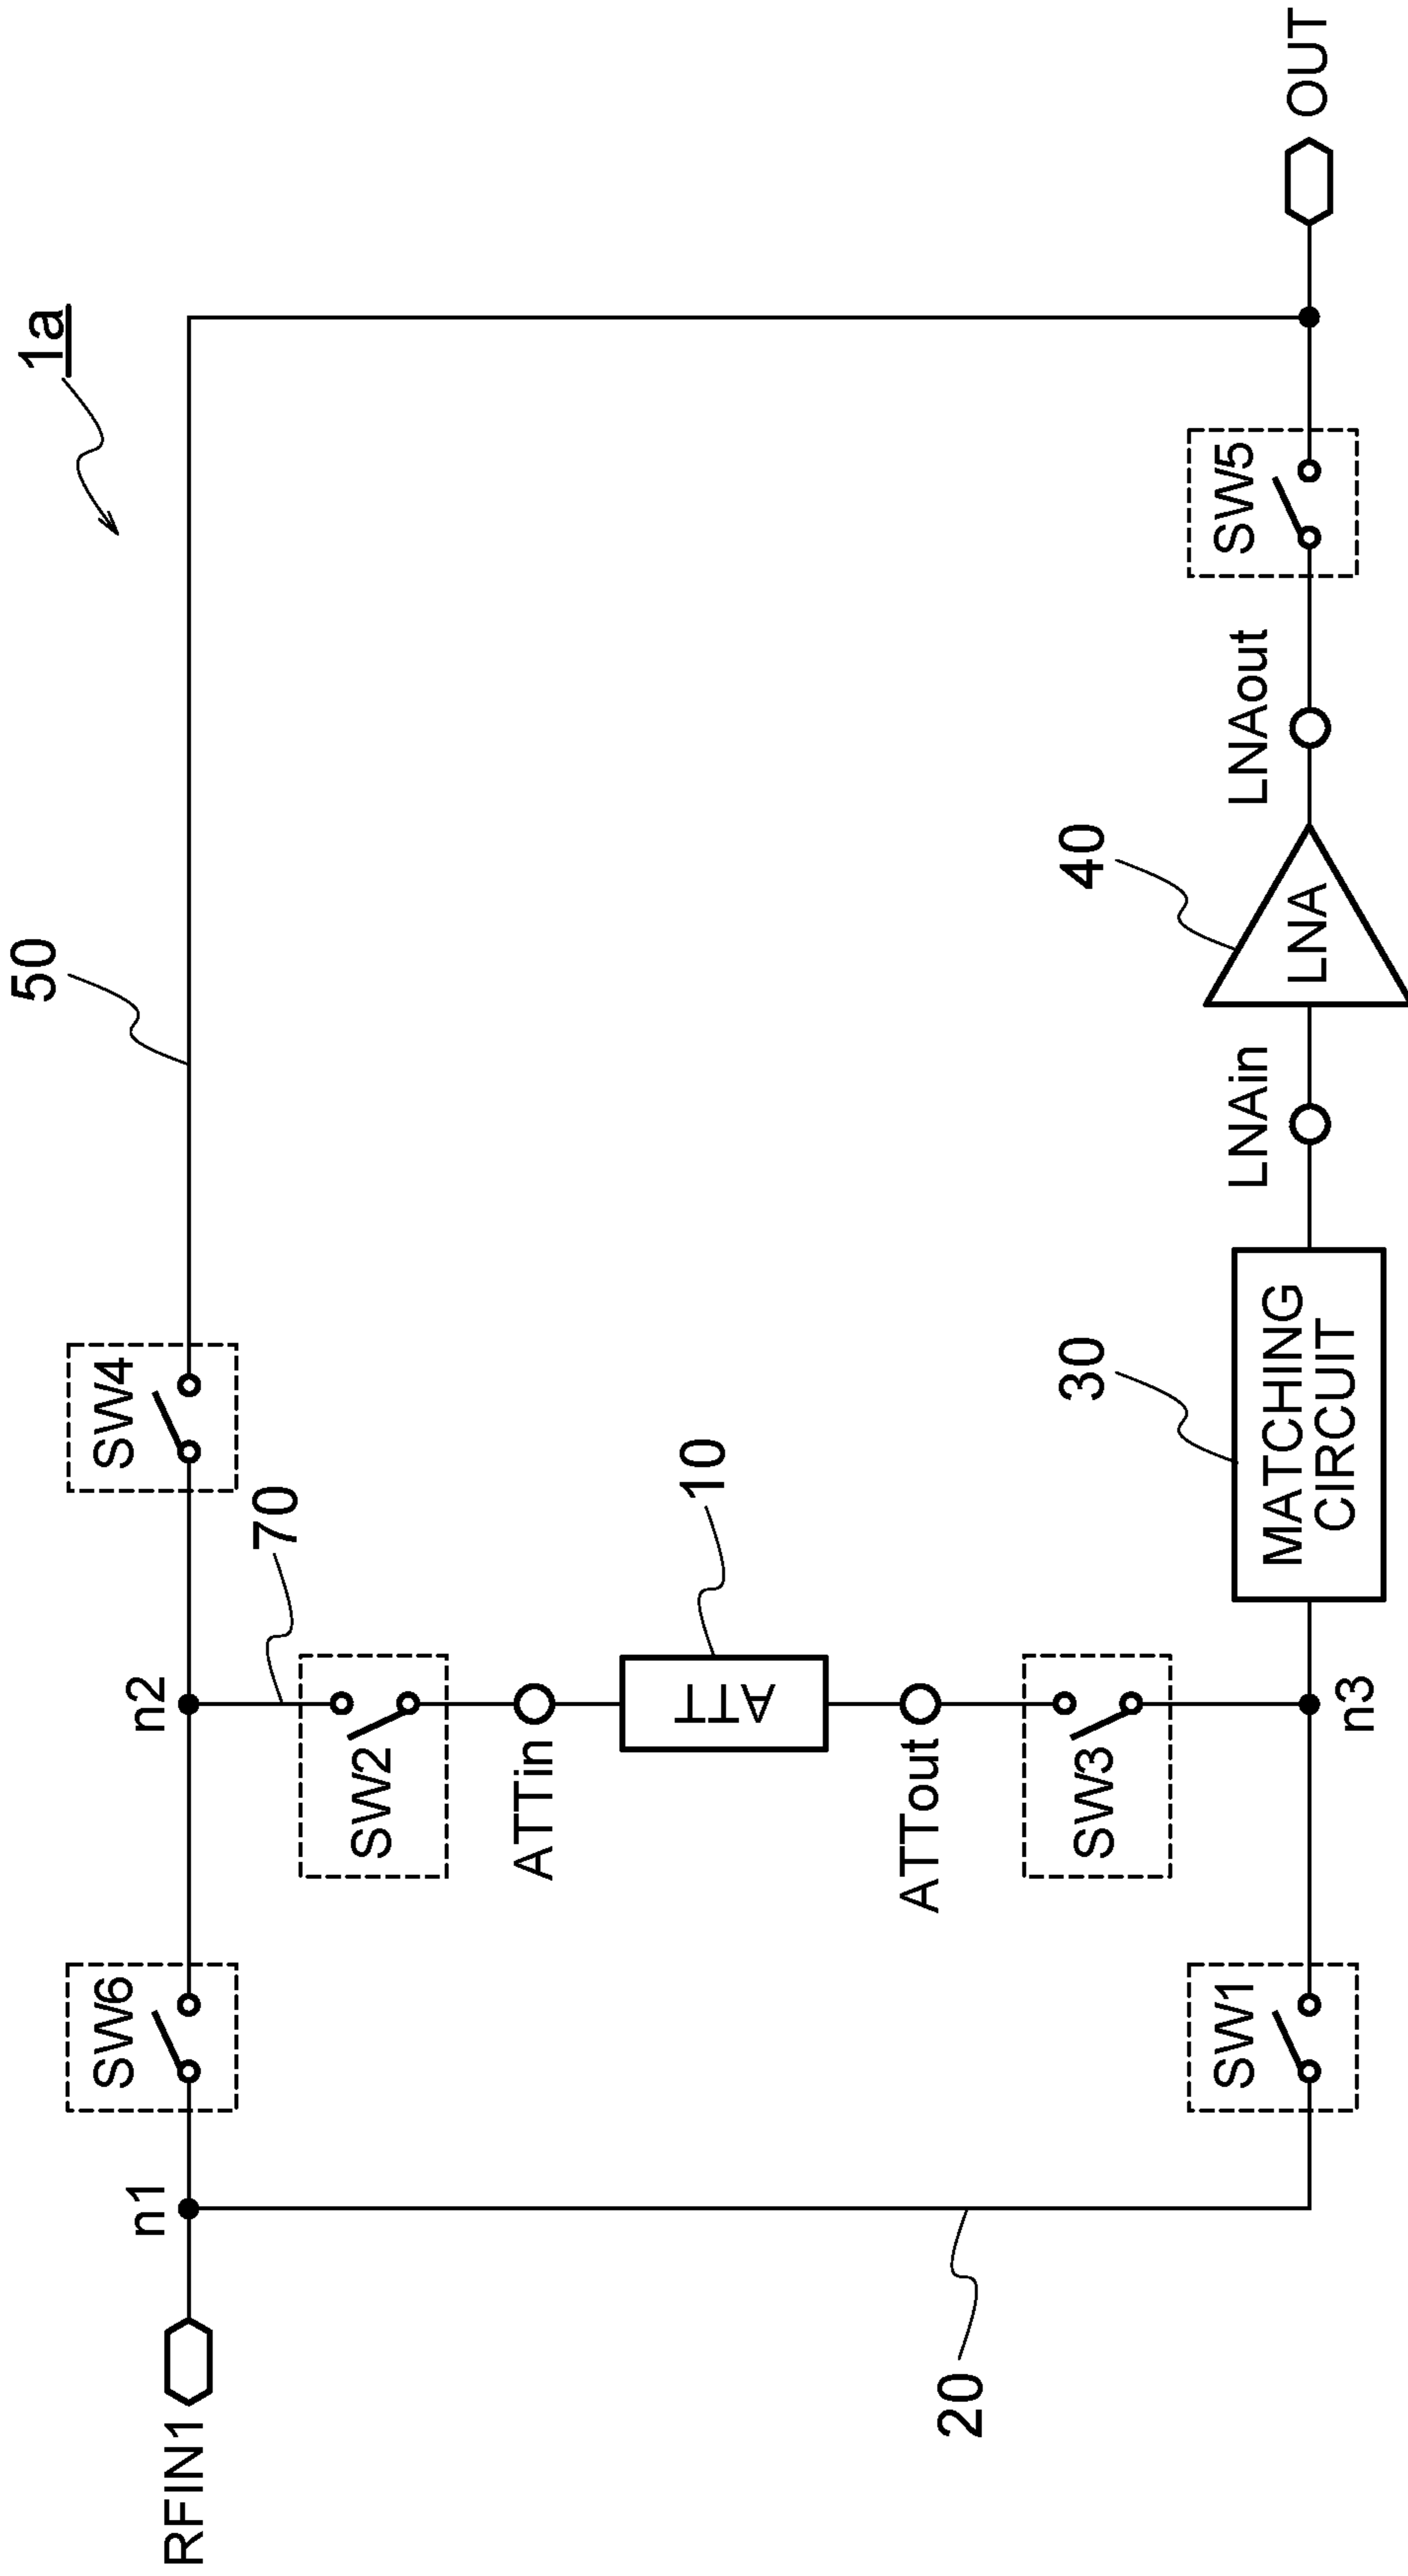 1a
50
SW6
SW4
n1
n2
RFIN1
70
SW2
ATTin
10
ATT
ATTout
SW3
20
30
40
SW1
n3
MATCHING
CIRCUIT
LNAin
LNA
LNAout
SW5
OUT